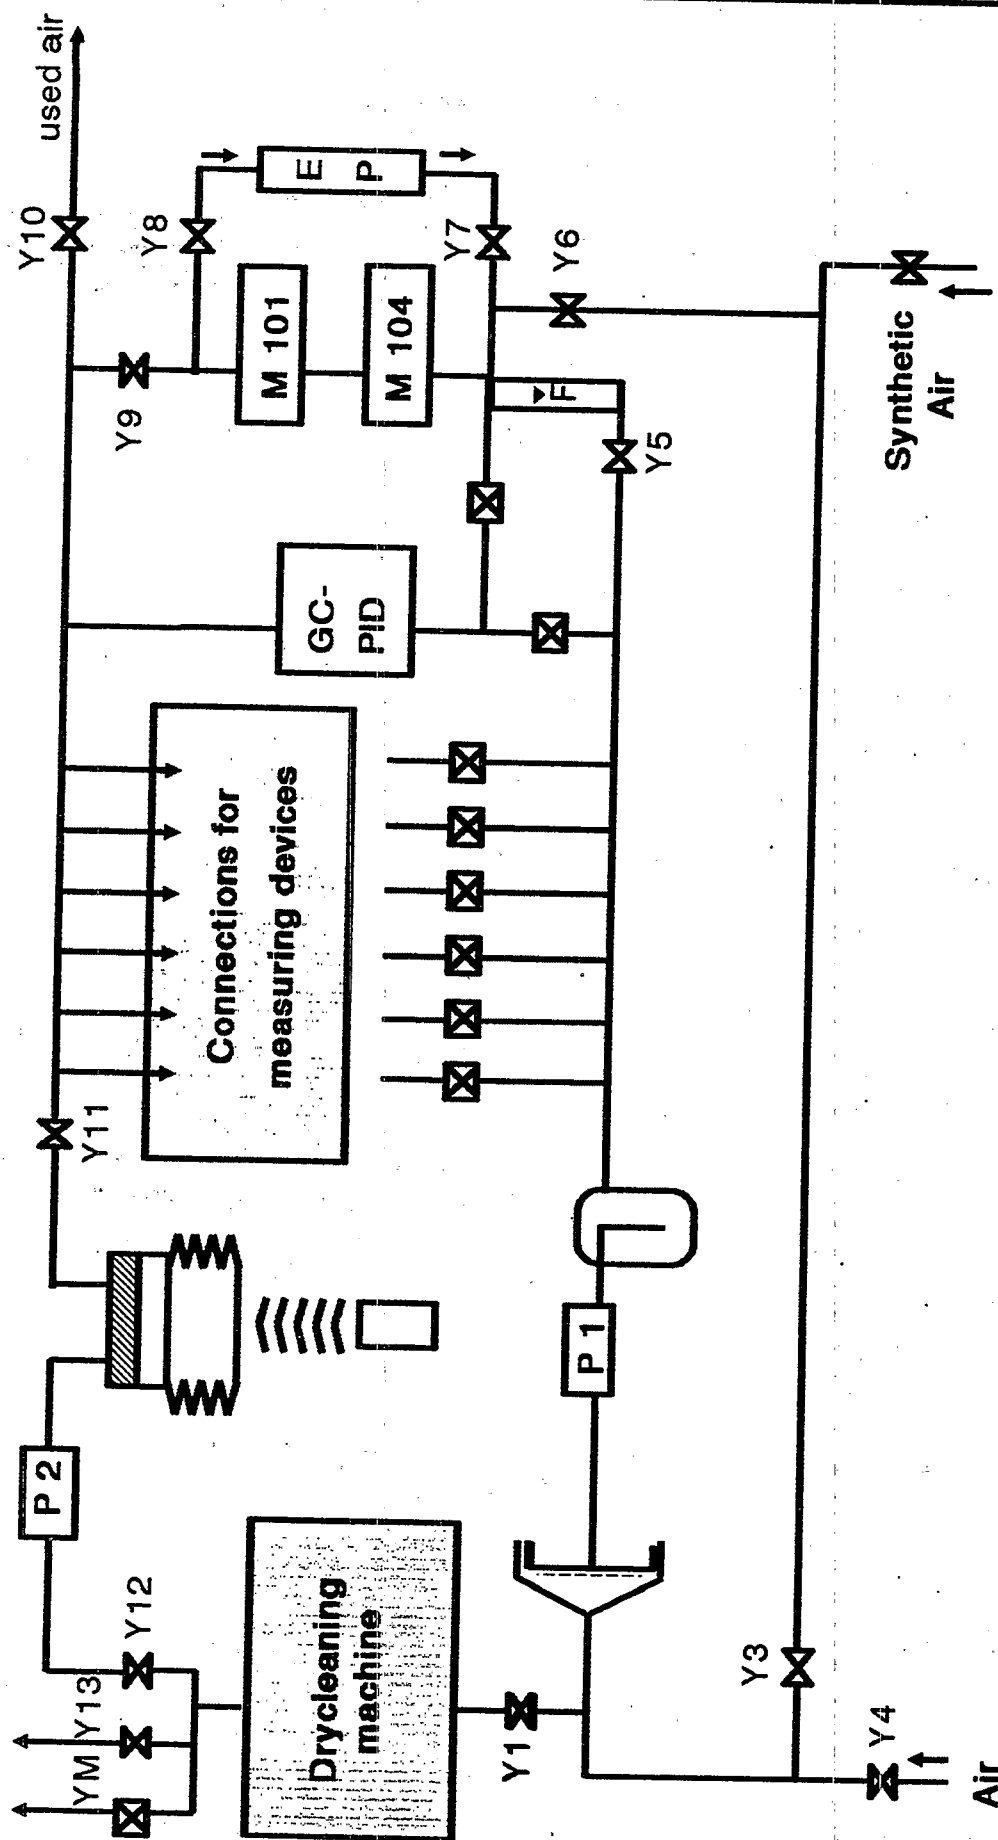 YM
Y13
Y12
P 2
Y11
Y10
used air
Drycleaning
machine
Connections for
measuring devices
GC-
PID
Y9
M 101
M 104
Y8
E
P
Y7
Y6
F
Y5
Y1
P 1
Y3
Y4
Air
Synthetic
Air